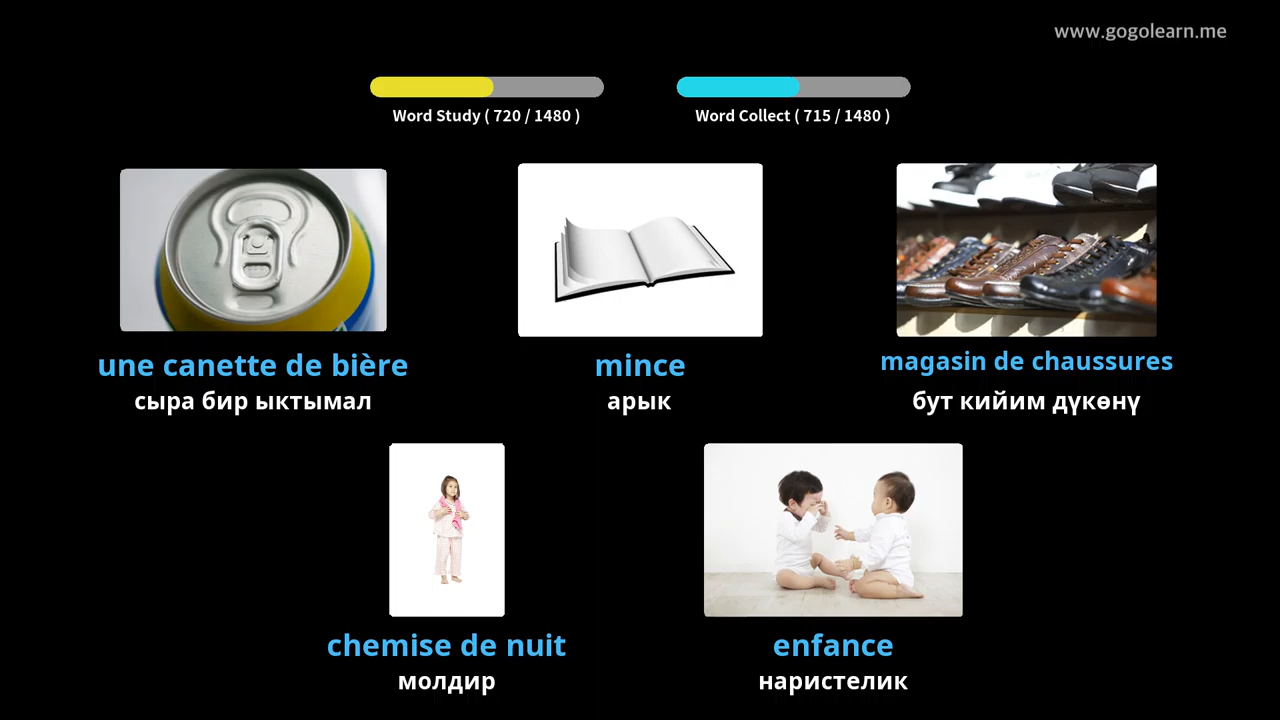 www.gogolearn.me
Word Study ( 720 / 1480 )
Word Collect ( 715 / 1480 )
une canette de bière
сыра бир ыктымал
mince
арык
magasin de chaussures
бут кийим дүкөнү
chemise de nuit
молдир
enfance
наристелик